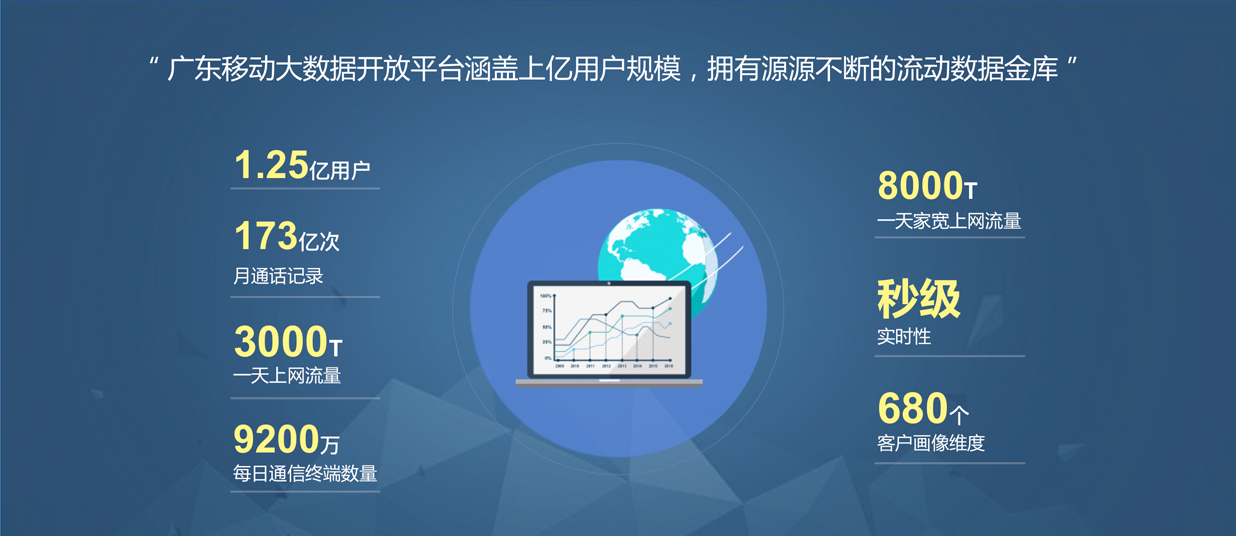 “ 广东移动大数据开放平台涵盖上亿用户规模，拥有源源不断的流动数据金库 ”
1.25亿用户
173亿次
月通话记录
3000T
一天上网流量
9200万
每日通信终端数量
100%
75%
50%
25%
0%
2009 2010 2011 2012 2013 2014 2015 2016
8000T
一天家宽上网流量
秒级
实时性
680个
客户画像维度